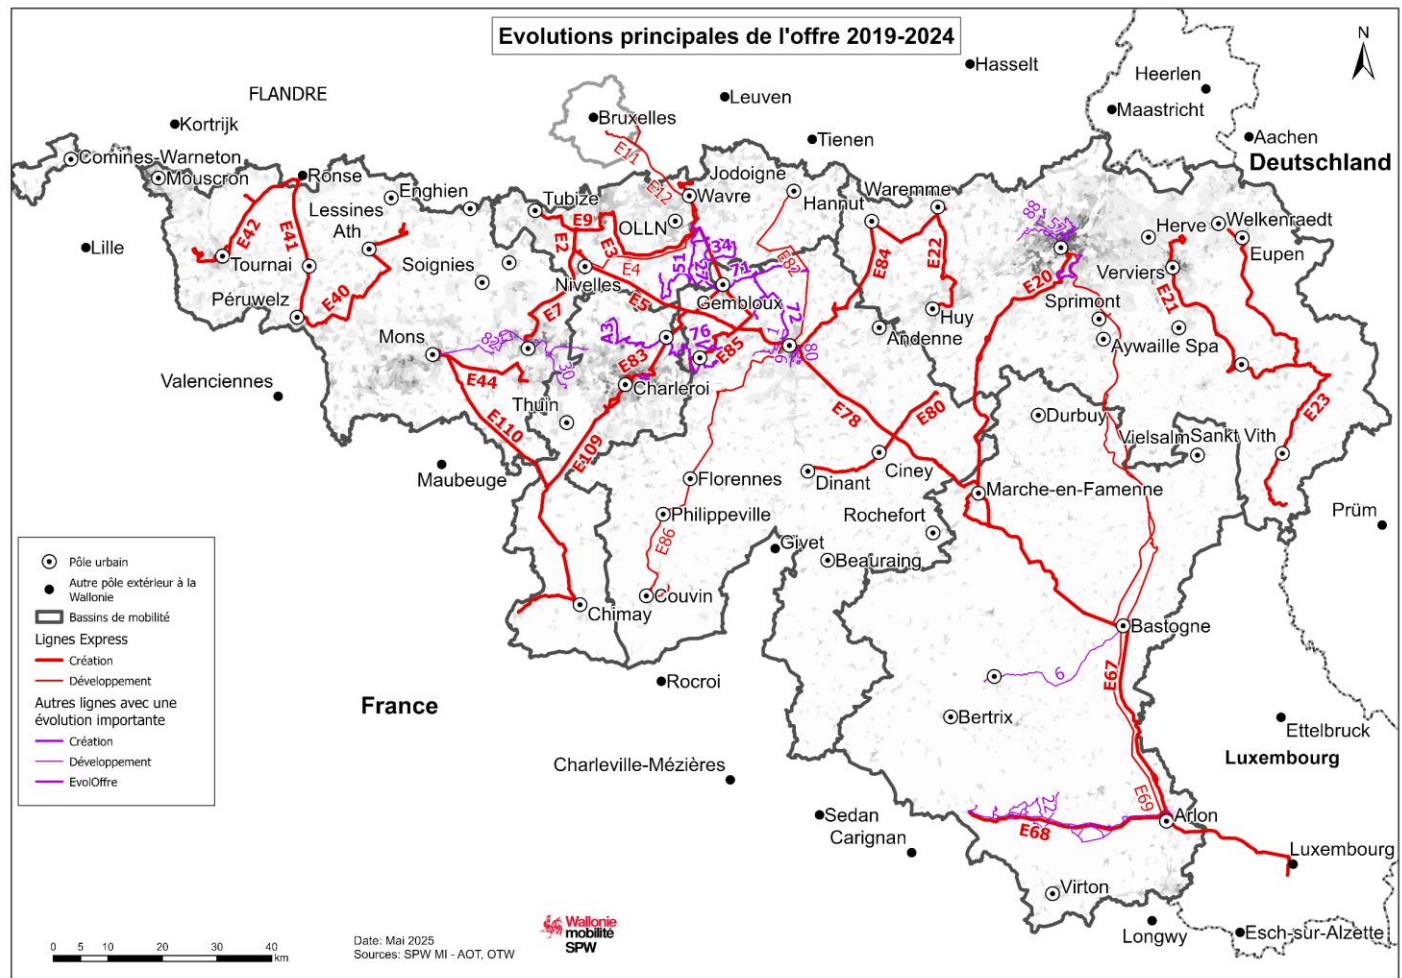 Evolutions principales de l'offre 2019-2024
N
Hasselt
Heerlen
Maastricht
FLANDRE
Leuven
Bruxelles
Kortrijk
Tienen
Aachen
Deutschland
Comines-Warneton
Mouscron
Ronse
Enghien
Tubize
E11
E12
Jodoigne
Wavre
Hannut
Waremme
Herve
Welkenraedt
Eupen
Lessines
Ath
Lille
E42
E41
Tournai
Soignies
E9
E2
E3
OLLN
E4
34
51
27
71
E82
E84
E22
88
57
E20
Verviers
E21
Péruwelz
E40
Nivelles
E7
E5
Gembloux
72
Huy
Sprimont
Andenne
Aywaille
Spa
Mons
82
A3
76
E85
1
6
80
E83
30
Valenciennes
E44
Charleroi
Thuin
E110
E109
E78
E80
Durbuy
E23
Vielsalm
Sankt Vith
Maubeuge
Florennes
Dinant
Ciney
Marche-en-Famenne
Philippeville
Rochefort
Prüm
E86
Givet
Beauraing
Couvin
Chimay
Bastogne
6
E67
Rocroi
France
Bertrix
Ettelbruck
Luxembourg
Charleville-Mézières
E69
22
Sedan
E68
Arlon
Carignan
Luxembourg
Virton
Longwy
Esch-sur-Alzette
Pôle urbain
Autre pôle extérieur à la
Wallonie
Bassins de mobilité
Lignes Express
Création
Développement
Autres lignes avec une
évolution importante
Création
Développement
EvolOffre
0 5 10 20 30 40
km
Date: Mai 2025
Sources: SPW MI - AOT, OTW
Wallonie
mobilité
SPW